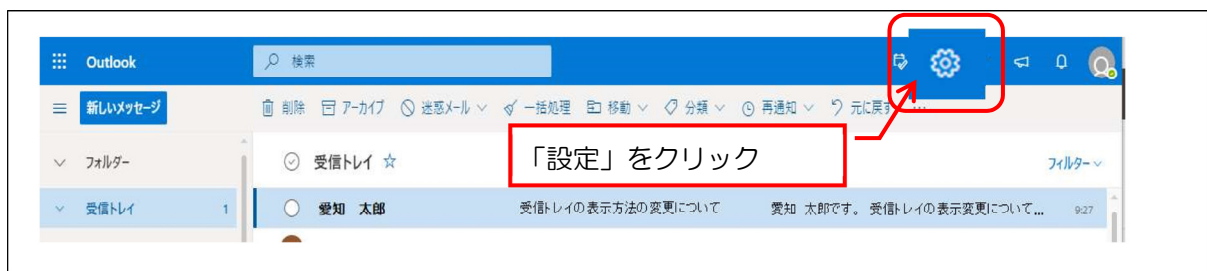 Outlook 検索
新しいメッセージ 削除 アーカイブ 迷惑メール 一括処理 移動 分類 再通知 元に戻す ...
「設定」をクリック
フォルダー 受信トレイ フィルター
受信トレイ 1 愛知 太郎 受信トレイの表示方法の変更について 愛知 太郎です。 受信トレイの表示変更について... 9:27